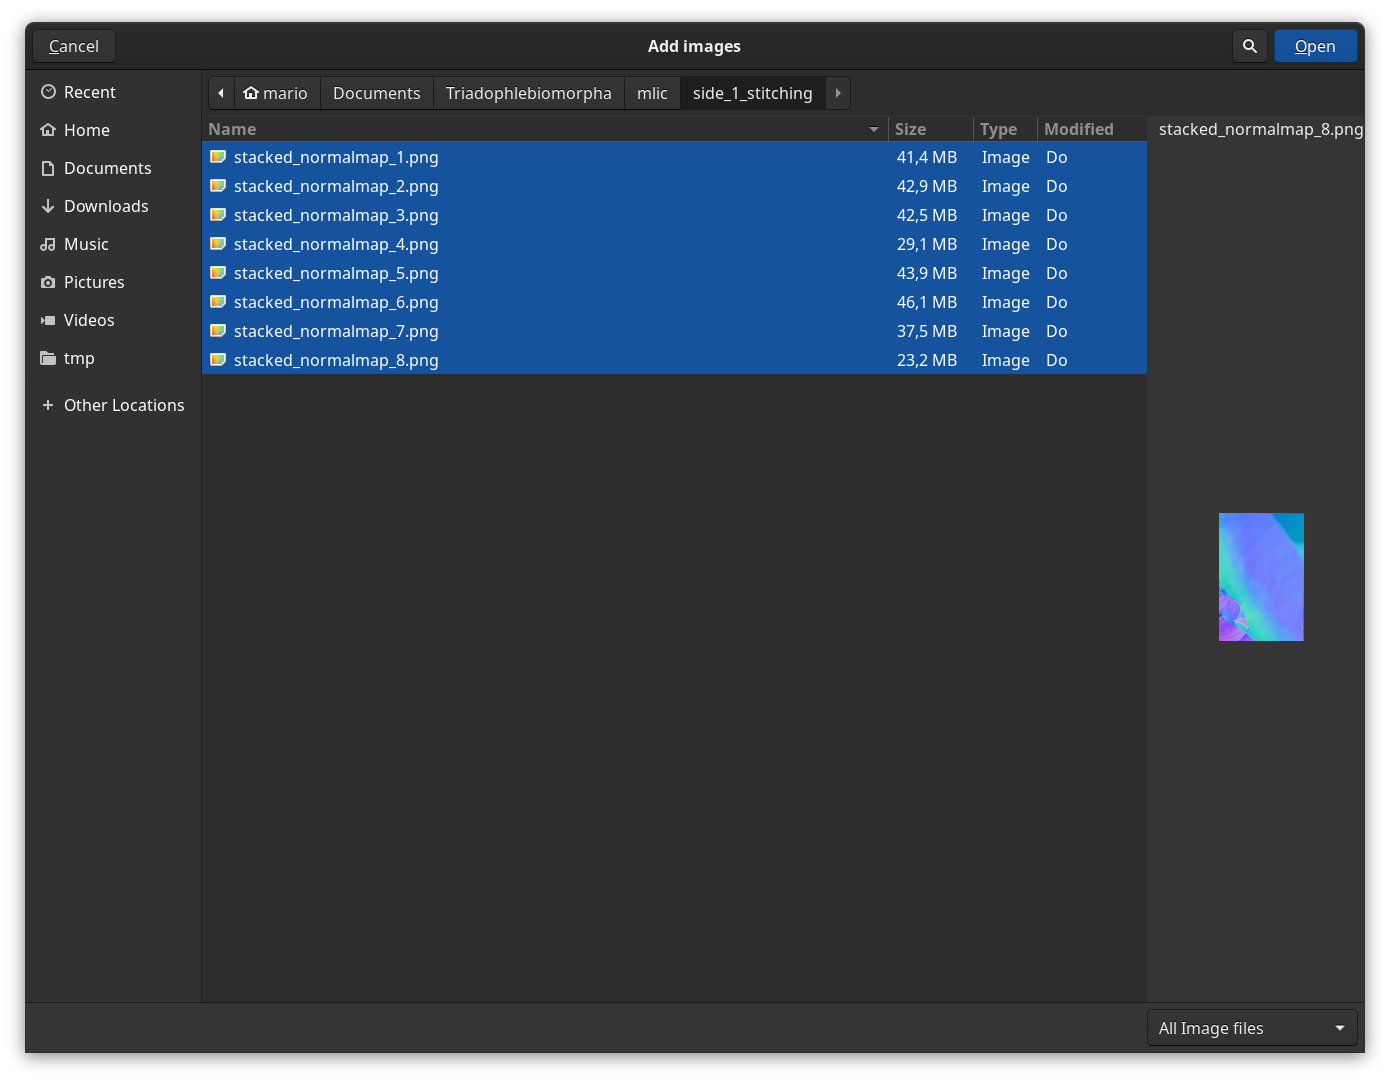 Cancel Add images Open
Recent
Home
Documents
Downloads
Music
Pictures
Videos
tmp
Other Locations
mario Documents Triadophlebiomorpha mlic side_1_stitching
Name Size Type Modified
stacked_normalmap_1.png 41,4 MB Image Do
stacked_normalmap_2.png 42,9 MB Image Do
stacked_normalmap_3.png 42,5 MB Image Do
stacked_normalmap_4.png 29,1 MB Image Do
stacked_normalmap_5.png 43,9 MB Image Do
stacked_normalmap_6.png 46,1 MB Image Do
stacked_normalmap_7.png 37,5 MB Image Do
stacked_normalmap_8.png 23,2 MB Image Do
stacked_normalmap_8.png
All Image files